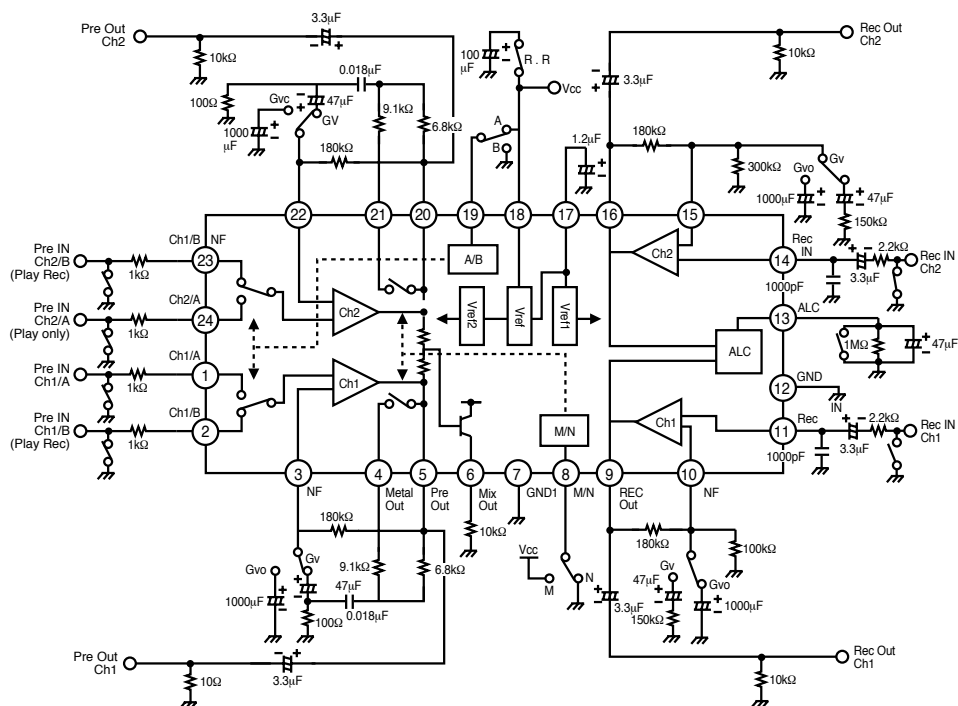 Pre Out
Ch2
3.3μF
10kΩ
0.018μF
100Ω
Gvc
47μF
GV
1000
μF
9.1kΩ
6.8kΩ
180kΩ
100
μF
R . R
Vcc
A
B
1.2μF
3.3μF
Rec Out
Ch2
10kΩ
180kΩ
300kΩ
Gv
Gvo
1000μF
47μF
150kΩ
22
21
20
19
18
17
16
15
Pre IN
Ch2/B
(Play Rec)
1kΩ
Ch1/B
NF
23
Pre IN
Ch2/A
(Play only)
1kΩ
Ch2/A
24
Pre IN
Ch1/A
1kΩ
Ch1/A
1
Pre IN
Ch1/B
(Play Rec)
1kΩ
Ch1/B
2
Ch2
Ch1
A/B
Vref2
Vref
Vref1
M/N
Ch2
ALC
Ch1
Rec
IN
14
2.2kΩ
Rec IN
Ch2
1000pF
3.3μF
ALC
13
1MΩ
47μF
12
GND
IN
11
Rec
2.2kΩ
Rec IN
Ch1
1000pF
3.3μF
3
NF
4
Metal
Out
5
Pre
Out
6
Mix
Out
7
GND1
8
M/N
9
REC
Out
10
NF
180kΩ
10kΩ
Gvo
Gv
9.1kΩ
6.8kΩ
1000μF
47μF
0.018μF
100Ω
Vcc
M
N
180kΩ
100kΩ
47μF
Gv
Gvo
3.3μF
150kΩ
1000μF
Pre Out
Ch1
10Ω
3.3μF
Rec Out
Ch1
10kΩ